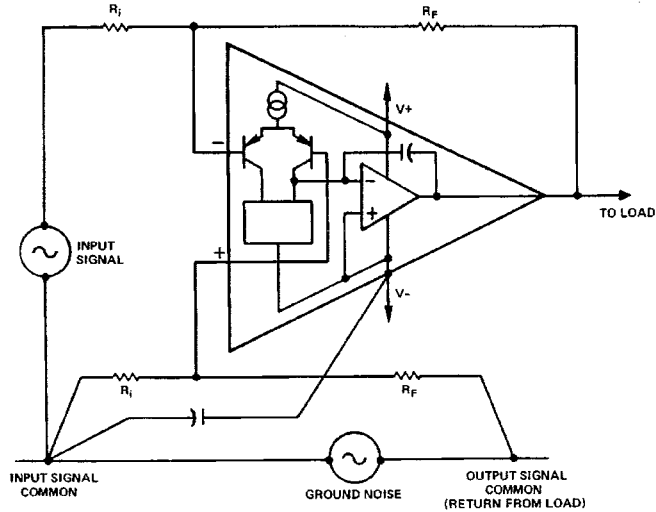 Ri
RF
V+
−
+
−
+
TO LOAD
INPUT
SIGNAL
V−
Ri
RF
INPUT SIGNAL
COMMON
GROUND NOISE
OUTPUT SIGNAL
COMMON
(RETURN FROM LOAD)